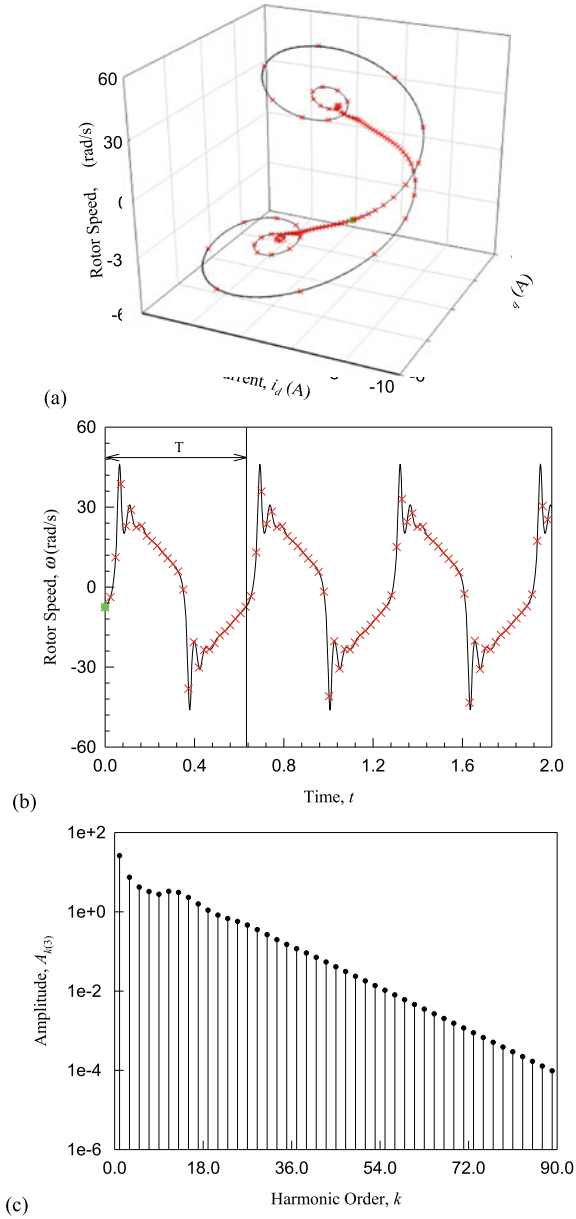 60
30
-3
-6
Rotor Speed, (rad/s)
(A)
i_d (A)
-10
(a)
60
30
0
-30
-60
Rotor Speed, ω (rad/s)
T
0.0 0.4 0.8 1.2 1.6 2.0
Time, t
(b)
1e+2
1e+0
1e-2
1e-4
1e-6
Amplitude, A_{k(3)}
0.0 18.0 36.0 54.0 72.0 90.0
Harmonic Order, k
(c)